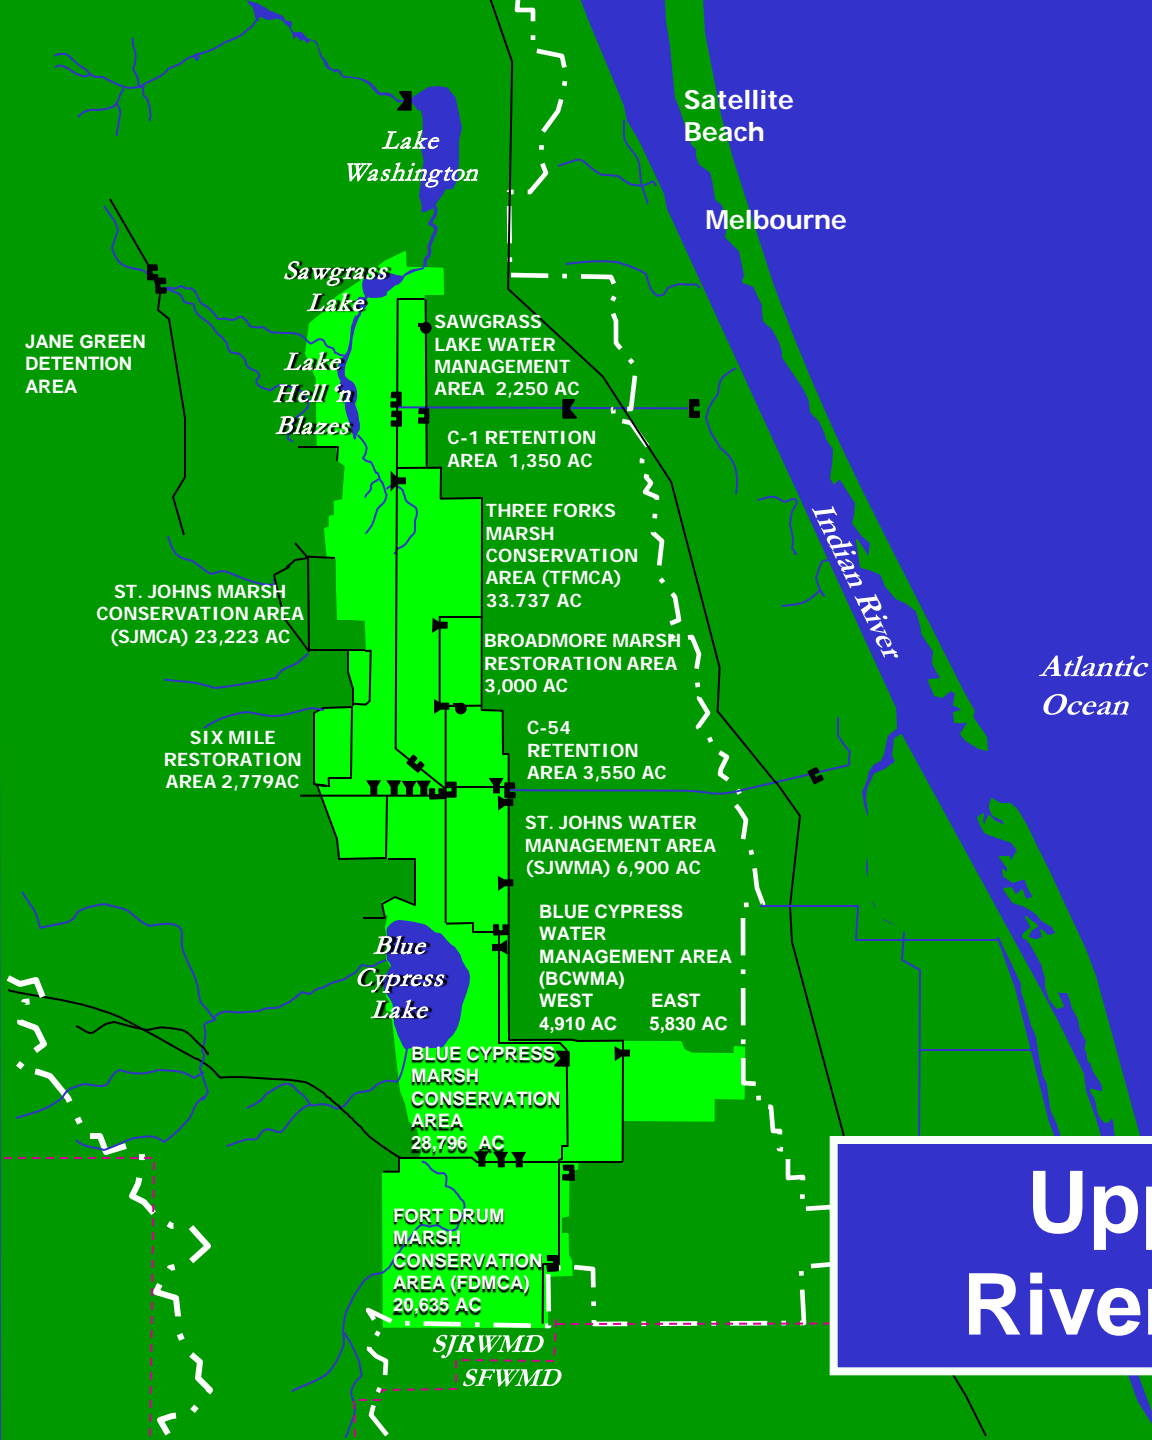 Satellite
Beach
Lake
Washington
Melbourne
Sawgrass
Lake
SAWGRASS
LAKE WATER
MANAGEMENT
AREA 2,250 AC
JANE GREEN
DETENTION
AREA
Lake
Hell ‘n
Blazes
C-1 RETENTION
AREA 1,350 AC
THREE FORKS
MARSH
CONSERVATION
AREA (TFMCA)
33.737 AC
Indian River
ST. JOHNS MARSH
CONSERVATION AREA
(SJMCA) 23,223 AC
BROADMORE MARSH
RESTORATION AREA
3,000 AC
Atlantic
Ocean
SIX MILE
RESTORATION
AREA 2,779AC
C-54
RETENTION
AREA 3,550 AC
ST. JOHNS WATER
MANAGEMENT AREA
(SJWMA) 6,900 AC
BLUE CYPRESS
WATER
MANAGEMENT AREA
(BCWMA)
WEST EAST
4,910 AC 5,830 AC
Blue
Cypress
Lake
BLUE CYPRESS
MARSH
CONSERVATION
AREA
28,796 AC
FORT DRUM
MARSH
CONSERVATION
AREA (FDMCA)
20,635 AC
SJRWMD
SFWMD
Upp
River